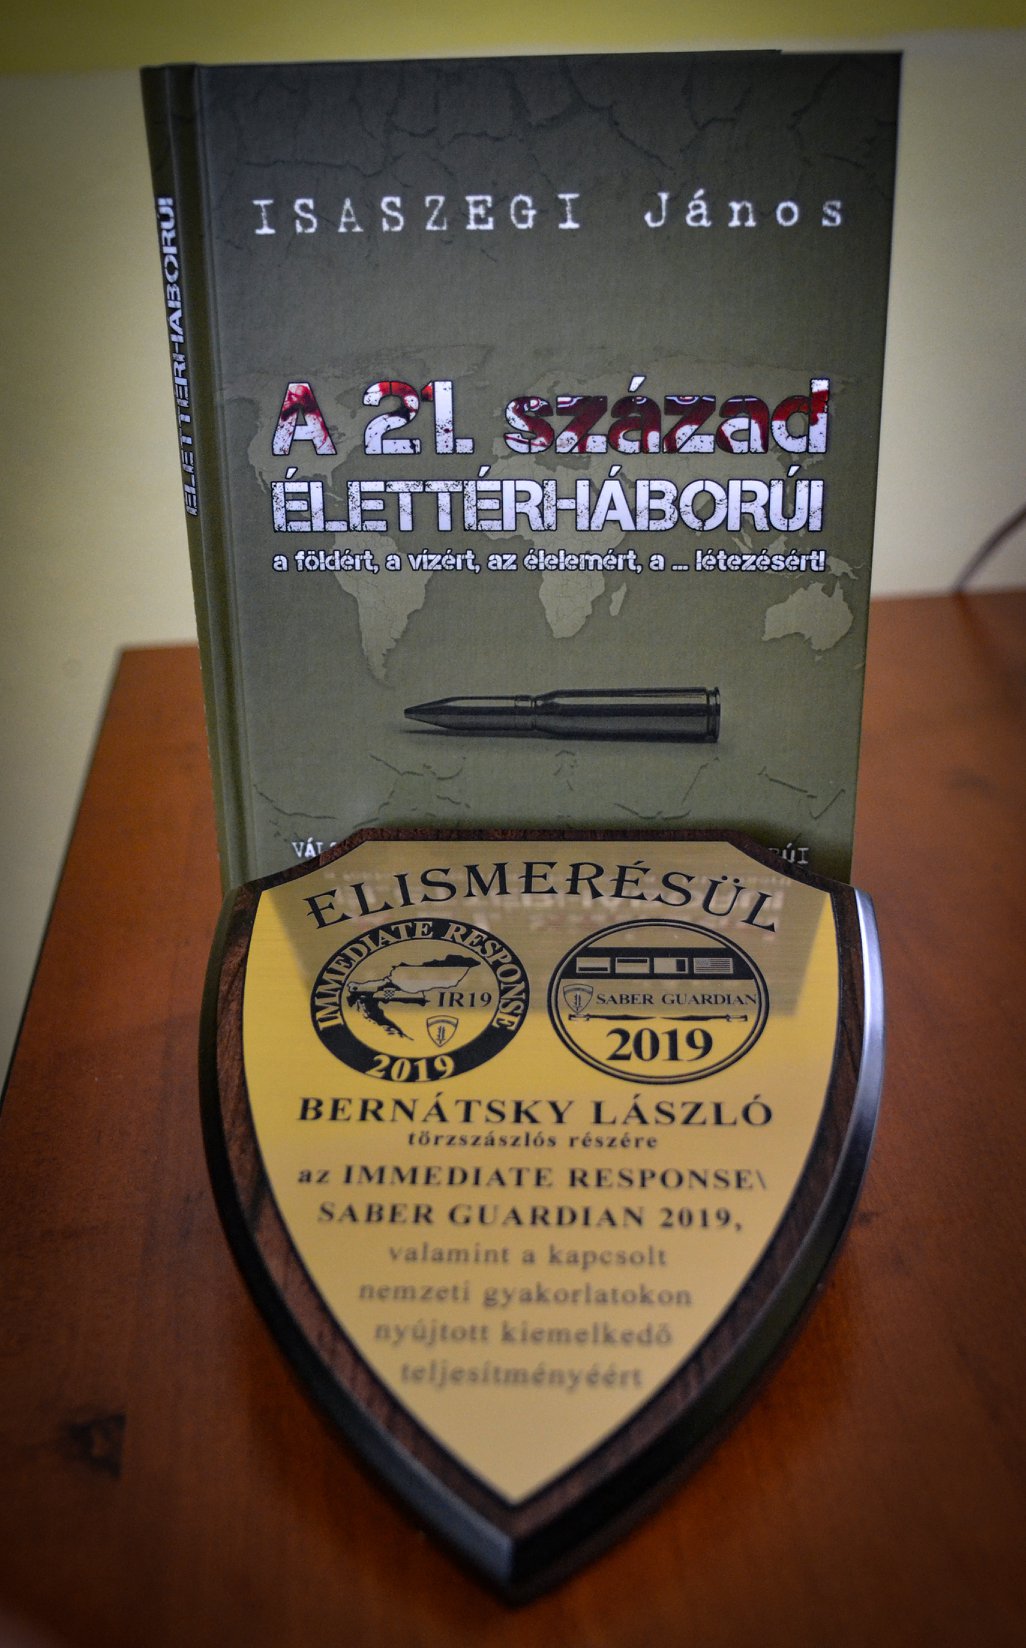 ISASZEGI János
A 21. század
ÉLETTÉRHÁBORÚI
a földért, a vízért, az élelemért, a ... létezésért!
ÉLETTÉRHÁBORÚI
ELISMERÉSÜL
IMMEDIATE RESPONSE
IR19
2019
SABER GUARDIAN
2019
BERNÁTSKY LÁSZLÓ
törzszászlós részére
az IMMEDIATE RESPONSE\
SABER GUARDIAN 2019,
valamint a kapcsolt
nemzeti gyakorlatokon
nyújtott kiemelkedő
teljesítményéért